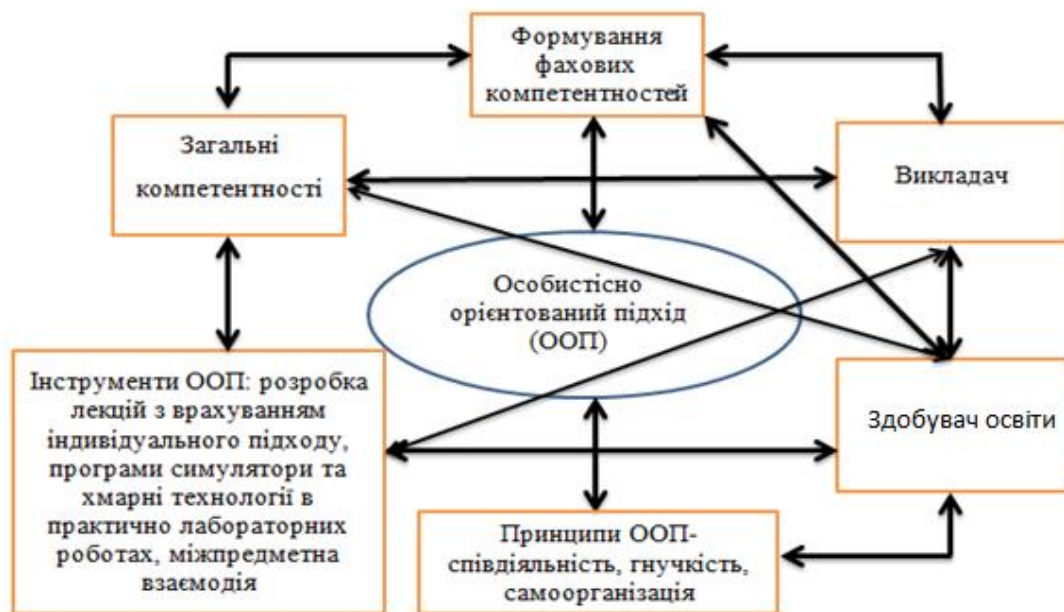 Формування
фахових
компетентностей
Загальні
компетентності
Викладач
Особистісно
орієнтований підхід
(ООП)
Інструменти ООП: розробка
лекцій з врахуванням
індивідуального підходу,
програми симулятори та
хмарні технології в
практично лабораторних
роботах, міжпредметна
взаємодія
Здобувач освіти
Принципи ООП-
співдіяльність, гнучкість,
самоорганізація